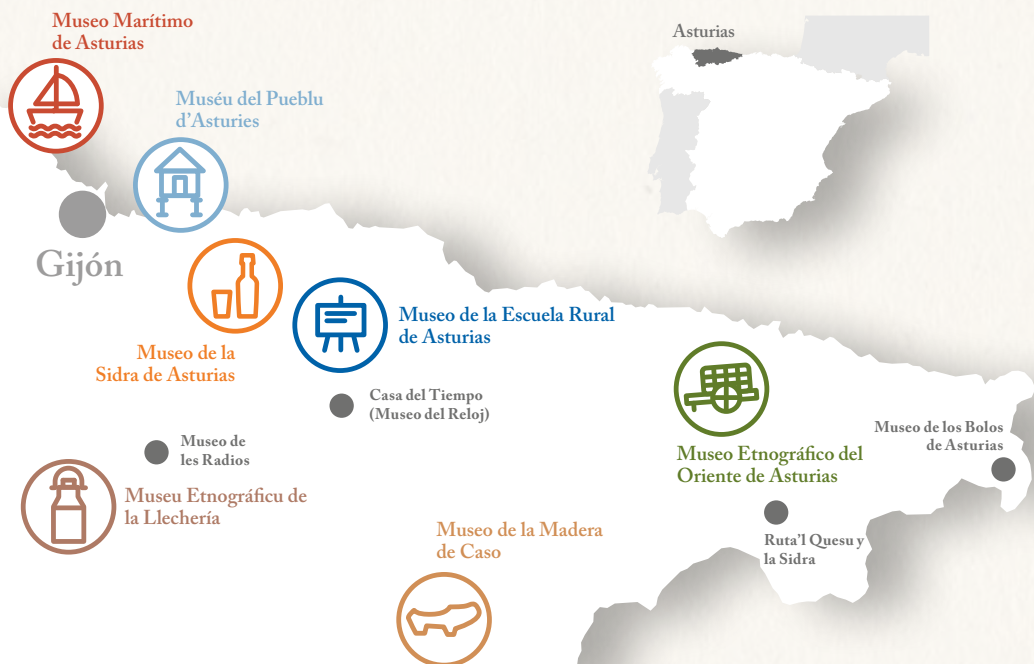 Museo Marítimo
de Asturias
Asturias
Muséu del Pueblu
d’Asturies
Gijón
Museo de la Escuela Rural
de Asturias
Museo de la
Sidra de Asturias
Casa del Tiempo
(Museo del Reloj)
Museo de los Bolos
de Asturias
Museo de
les Radios
Museo Etnográfico del
Oriente de Asturias
Museu Etnográficu de
la Llechería
Museo de la Madera
de Caso
Ruta’l Quesu y
la Sidra